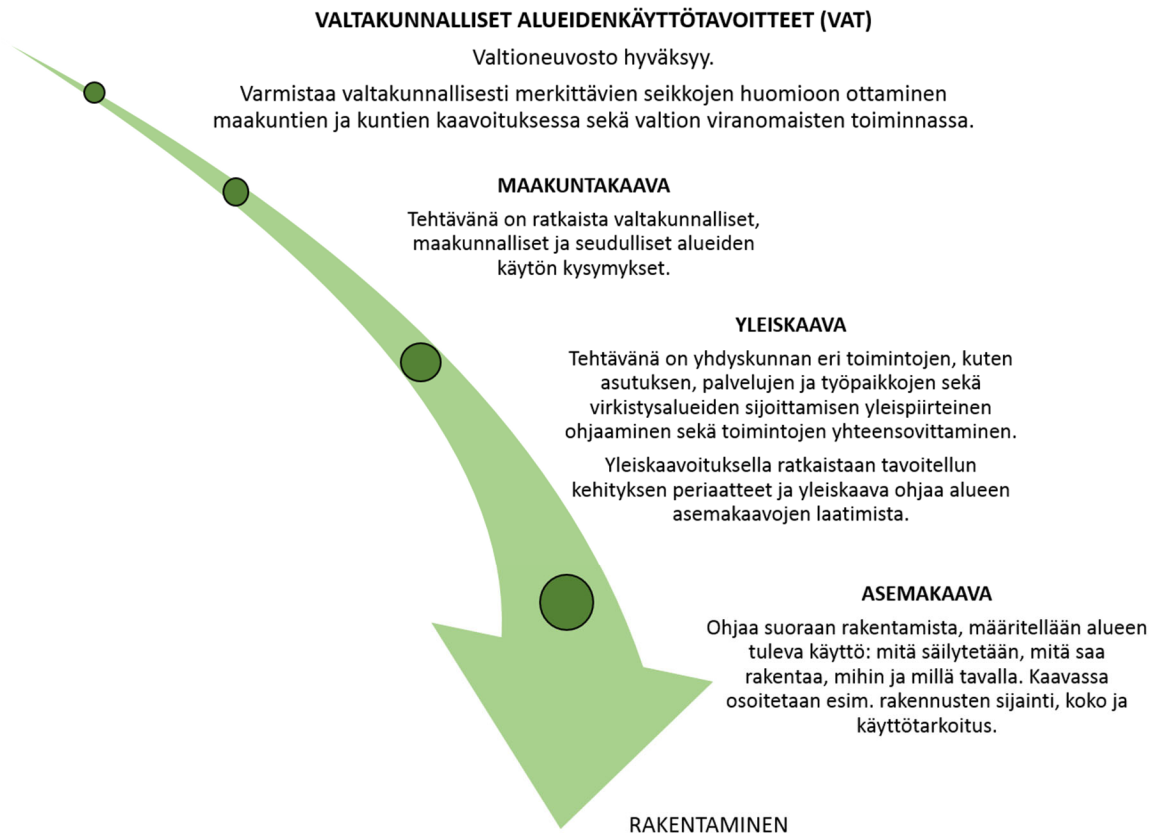 VALTAKUNNALLISET ALUEIDENKÄYTTÖTAVOITTEET (VAT)
Valtioneuvosto hyväksyy.
Varmistaa valtakunnallisesti merkittävien seikkojen huomioon ottaminen
maakuntien ja kuntien kaavoituksessa sekä valtion viranomaisten toiminnassa.
MAAKUNTAKAAVA
Tehtävänä on ratkaista valtakunnalliset,
maakunnalliset ja seudulliset alueiden
käytön kysymykset.
YLEISKAAVA
Tehtävänä on yhdyskunnan eri toimintojen, kuten
asutuksen, palvelujen ja työpaikkojen sekä
virkistysalueiden sijoittamisen yleispiirteinen
ohjaaminen sekä toimintojen yhteensovittaminen.
Yleiskaavoituksella ratkaistaan tavoitellun
kehityksen periaatteet ja yleiskaava ohjaa alueen
asemakaavojen laatimista.
ASEMAKAAVA
Ohjaa suoraan rakentamista, määritellään alueen
tuleva käyttö: mitä säilytetään, mitä saa
rakentaa, mihin ja millä tavalla. Kaavassa
osoitetaan esim. rakennusten sijainti, koko ja
käyttötarkoitus.
RAKENTAMINEN